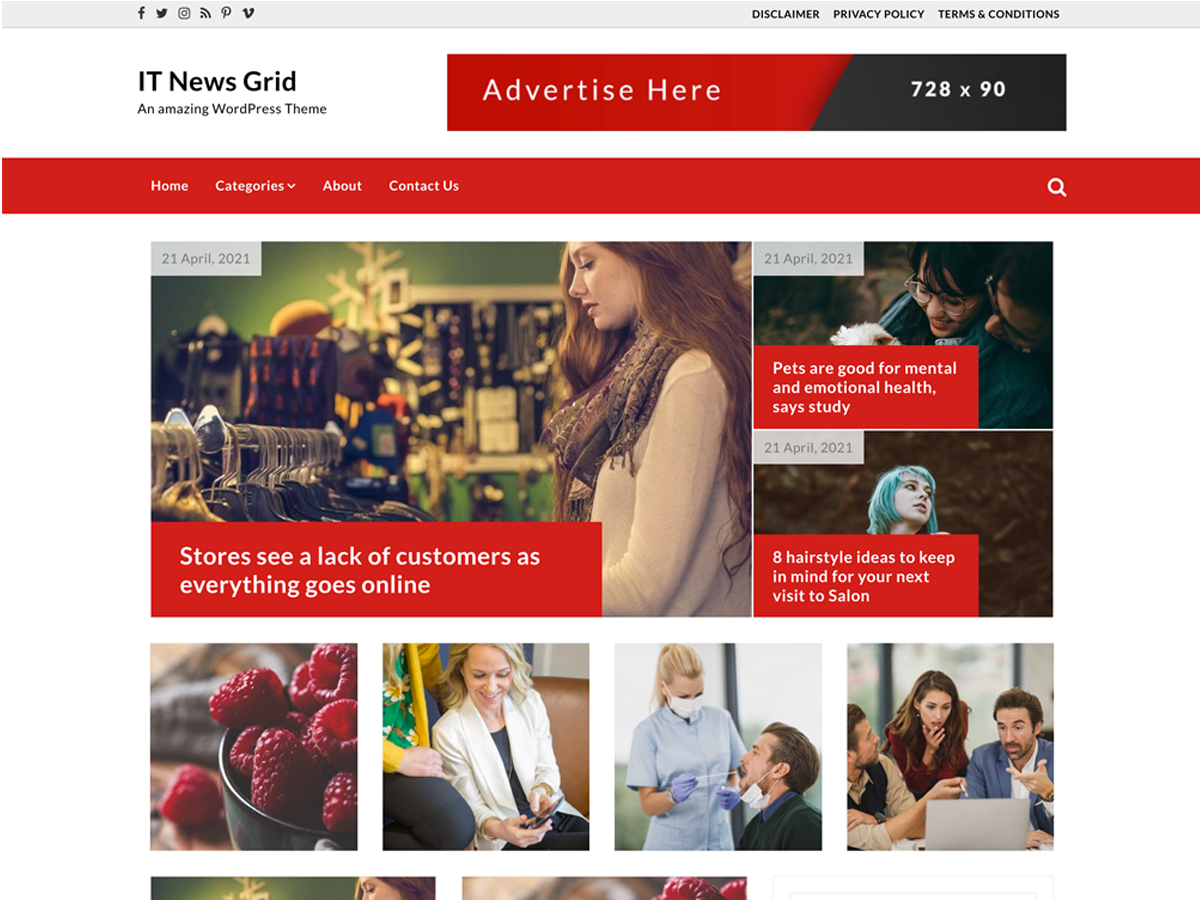 DISCLAIMER PRIVACY POLICY TERMS & CONDITIONS
IT News Grid
An amazing WordPress Theme
Advertise Here
728 x 90
Home Categories About Contact Us
21 April, 2021
Stores see a lack of customers as
everything goes online
21 April, 2021
Pets are good for mental
and emotional health,
says study
21 April, 2021
8 hairstyle ideas to keep
in mind for your next
visit to Salon